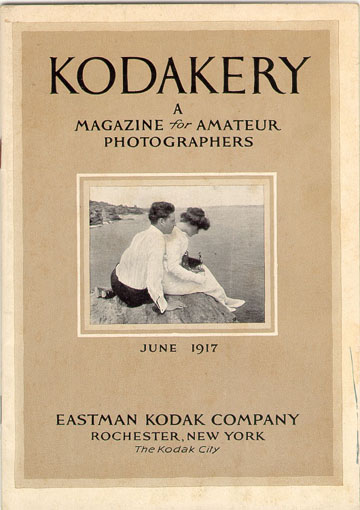 KODAKERY
A
MAGAZINE for AMATEUR
PHOTOGRAPHERS
JUNE 1917
EASTMAN KODAK COMPANY
ROCHESTER, NEW YORK
The Kodak City